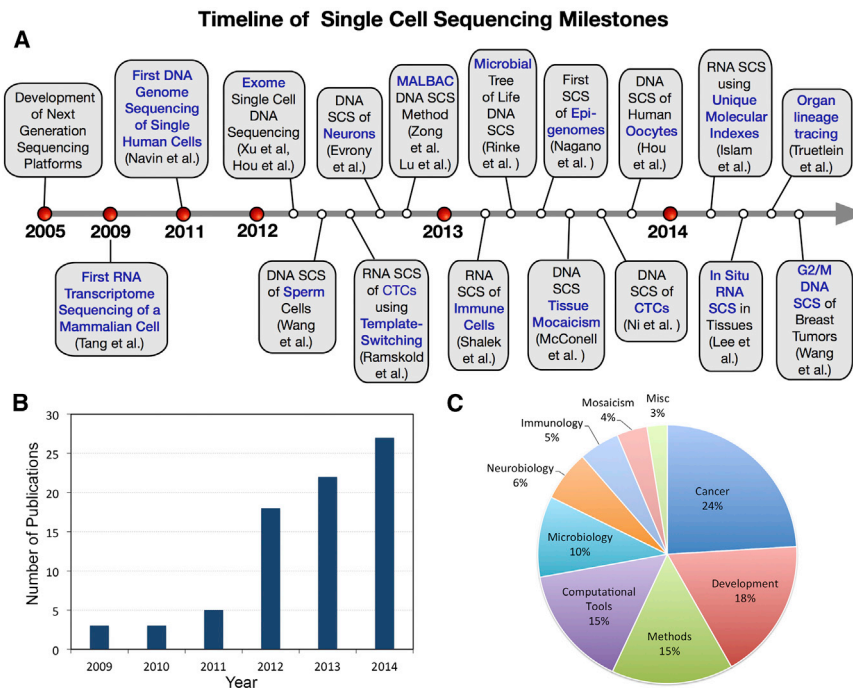 Timeline of Single Cell Sequencing Milestones
A
Development
of Next
Generation
Sequencing
Platforms
First DNA
Genome
Sequencing
of Single
Human Cells
(Navin et al.)
Exome
Single Cell
DNA
Sequencing
(Xu et al,
Hou et al.)
DNA
SCS of
Neurons
(Evrony
et al.)
MALBAC
DNA SCS
Method
(Zong
et al.
Lu et al.)
Microbial
Tree
of Life
DNA
SCS
(Rinke
et al.)
First
SCS
of Epi-
genomes
(Nagano
et al. )
DNA
SCS of
Human
Oocytes
(Hou
et al.)
RNA SCS
using
Unique
Molecular
Indexes
(Islam
et al.)
Organ
lineage
tracing
(Truetlein
et al.)
2005
2009
2011
2012
2013
2014
First RNA
Transcriptome
Sequencing of a
Mammalian Cell
(Tang et al.)
DNA SCS
of Sperm
Cells
(Wang
et al.)
RNA SCS
of CTCs
using
Template-
Switching
(Ramskold
et al.)
RNA
SCS of
Immune
Cells
(Shalek
et al.)
DNA
SCS
Tissue
Mocaicism
(McConell
et al. )
DNA
SCS of
CTCs
(Ni et al. )
In Situ
RNA
SCS in
Tissues
(Lee et
al.)
G2/M
DNA
SCS of
Breast
Tumors
(Wang et
al.)
B
Number of Publications
30
25
20
15
10
5
0
2009
2010
2011
2012
2013
2014
Year
C
Cancer
24%
Development
18%
Methods
15%
Computational
Tools
15%
Microbiology
10%
Neurobiology
6%
Immunology
5%
Mosaicism
4%
Misc
3%